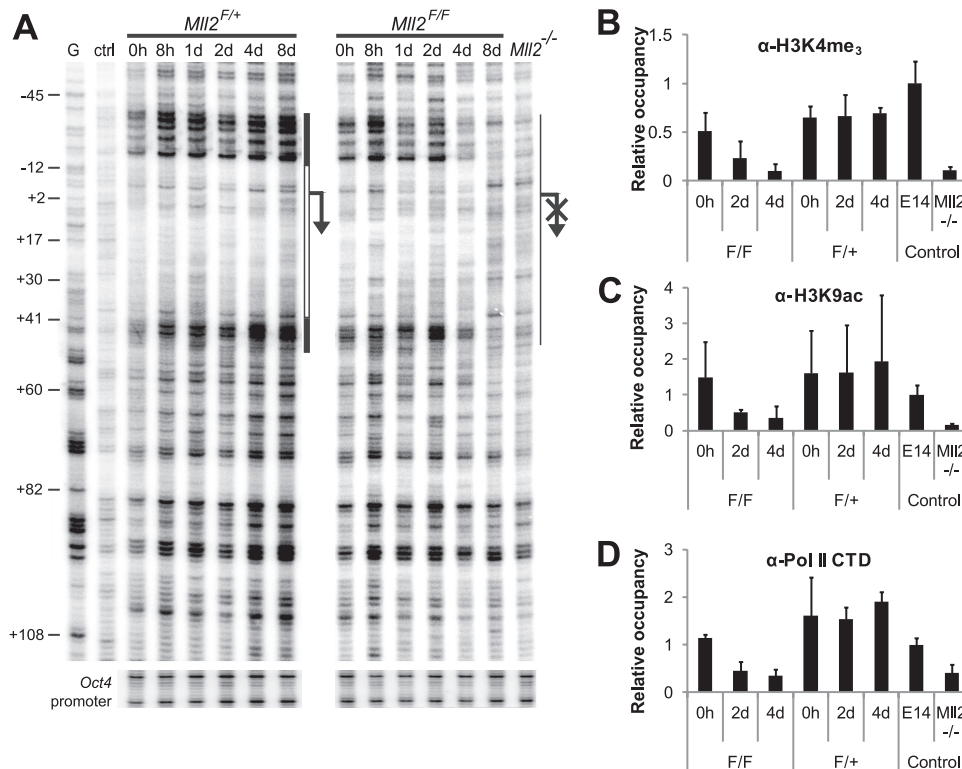 A
Mll2F/+
Mll2F/F
G ctrl 0h 8h 1d 2d 4d 8d 0h 8h 1d 2d 4d 8d Mll2-/-
-45
-12
+2
+17
+30
+41
+60
+82
+108
Oct4
promoter
B
α-H3K4me3
Relative occupancy
1.5
1
0.5
0
0h 2d 4d 0h 2d 4d E14 Mll2
-/-
F/F F/+ Control
C
α-H3K9ac
Relative occupancy
4
3
2
1
0
0h 2d 4d 0h 2d 4d E14 Mll2
-/-
F/F F/+ Control
D
α-Pol II CTD
Relative occupancy
3
2
1
0
0h 2d 4d 0h 2d 4d E14 Mll2
-/-
F/F F/+ Control